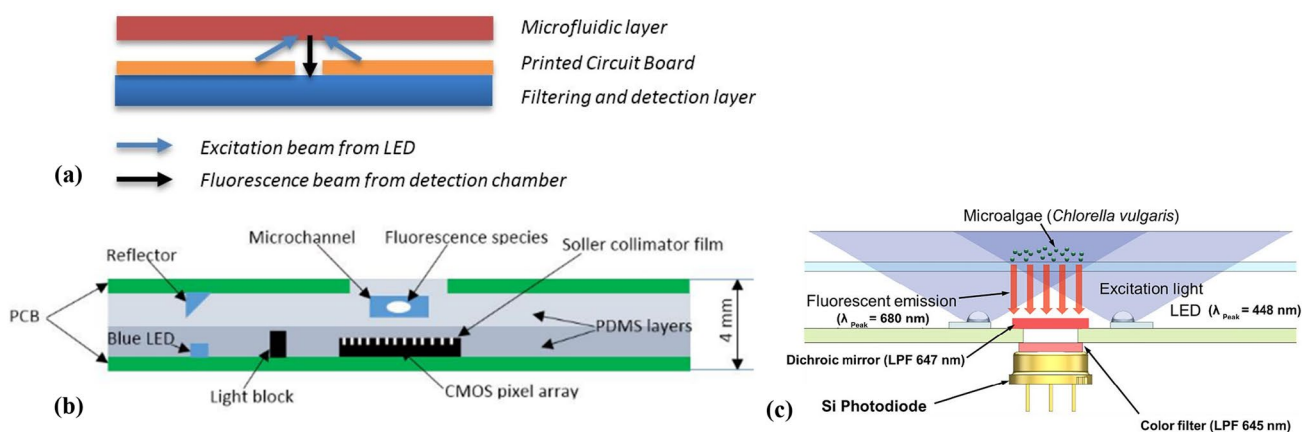 Microfluidic layer
Printed Circuit Board
Filtering and detection layer
Excitation beam from LED
Fluorescence beam from detection chamber
(a)
Microchannel
Fluorescence species
Soller collimator film
Reflector
PCB
PDMS layers
4 mm
Blue LED
Light block
CMOS pixel array
(b)
Microalgae (Chlorella vulgaris)
Fluorescent emission
(λ Peak = 680 nm)
Excitation light
LED (λ Peak = 448 nm)
Dichroic mirror (LPF 647 nm)
Si Photodiode
Color filter (LPF 645 nm)
(c)